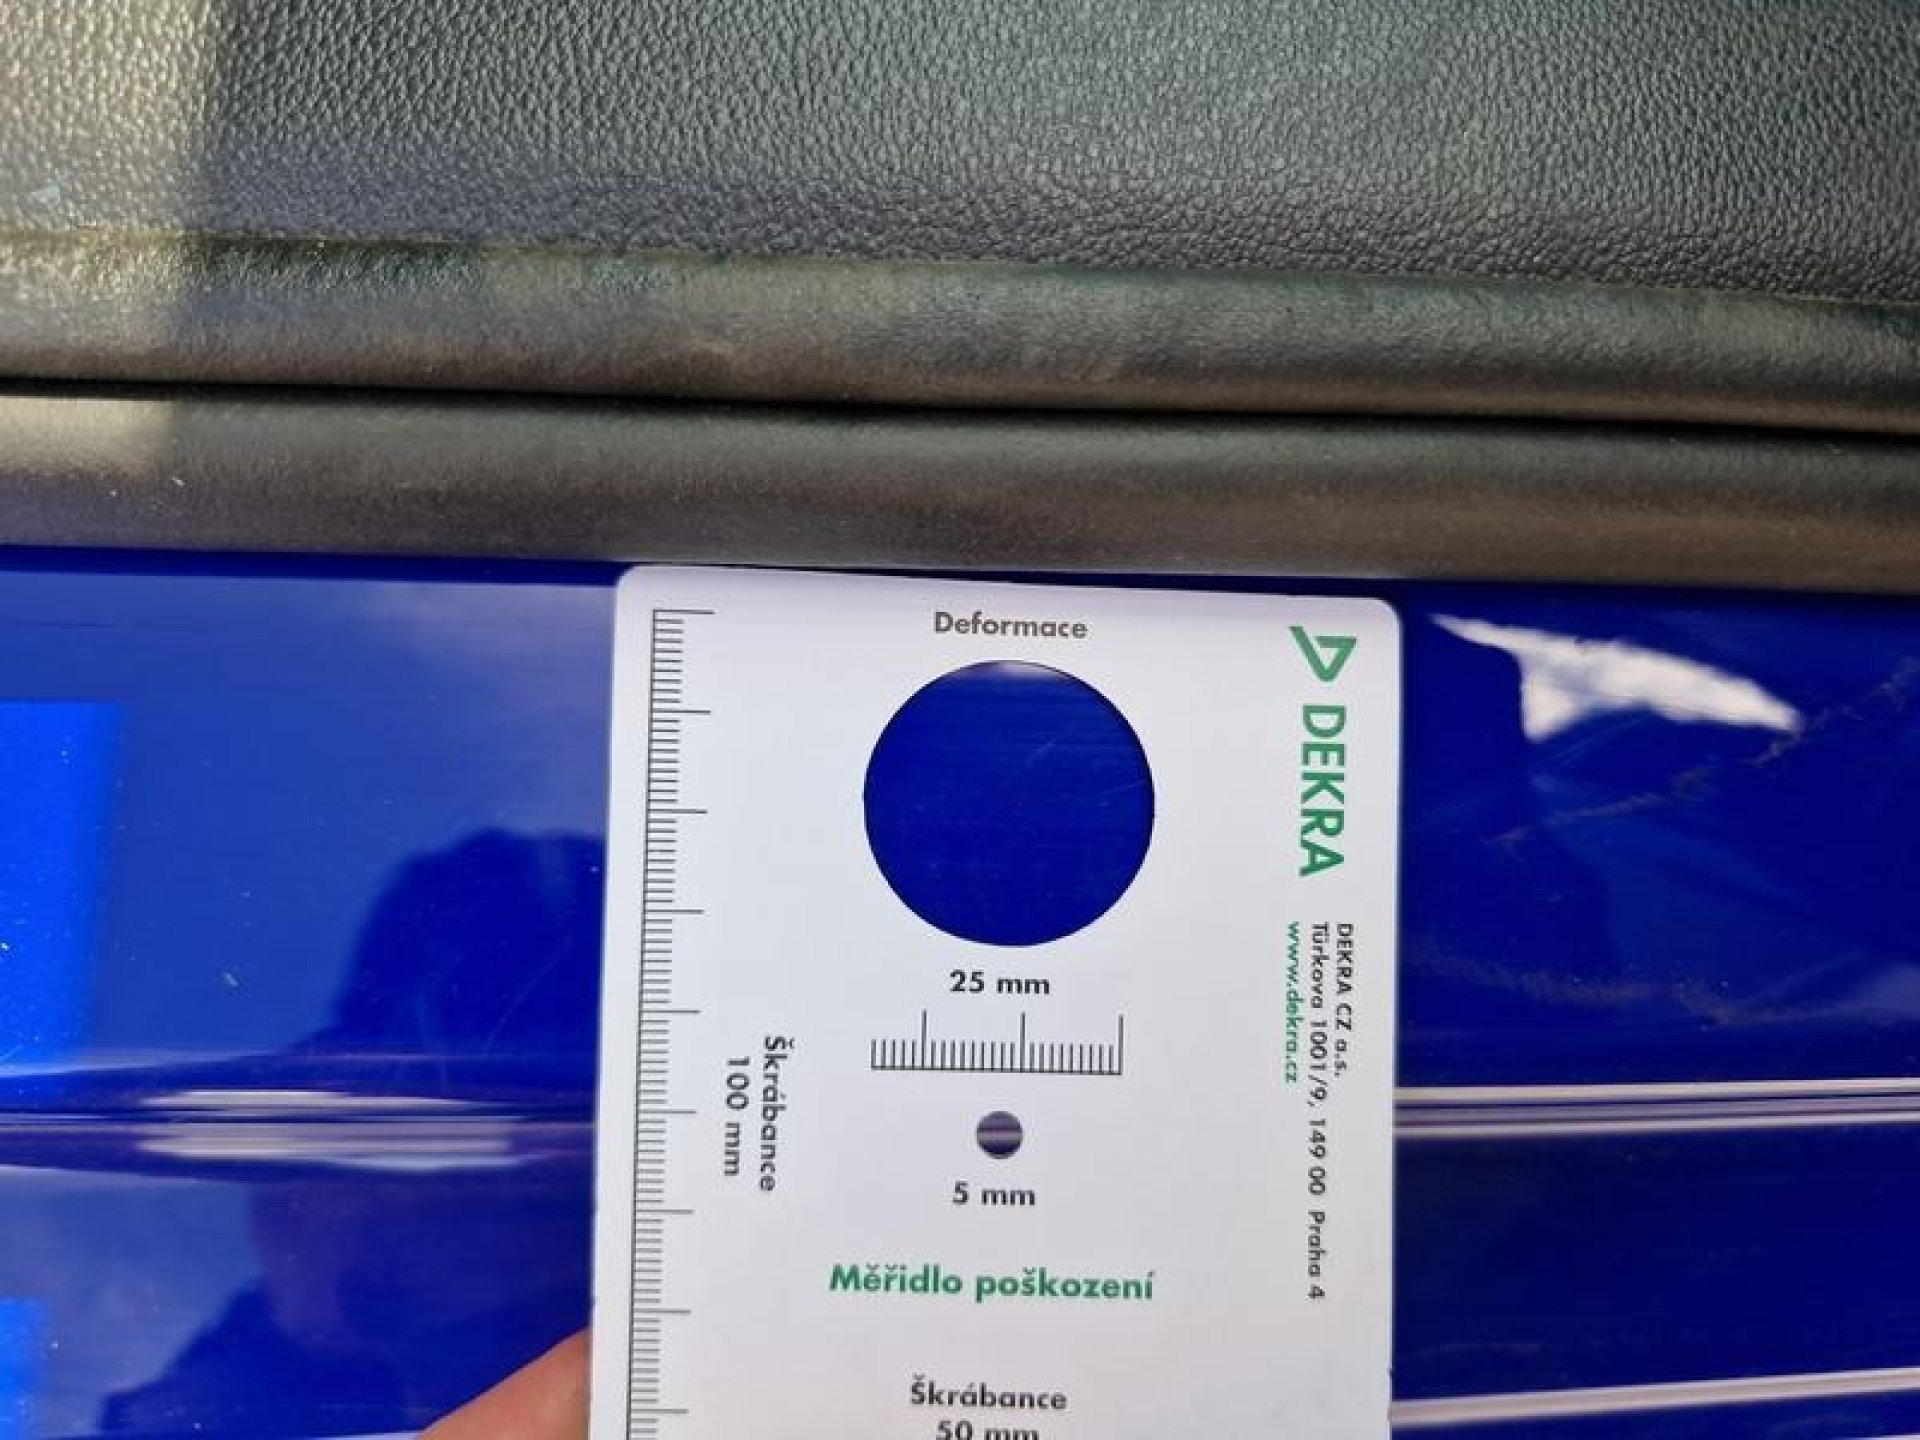 Deformace
25 mm
5 mm
Měřidlo poškození
Škrábance
50 mm
Škrábance
100 mm
DEKRA
DEKRA CZ a.s.
Türkova 1001/9, 149 00 Praha 4
www.dekra.cz